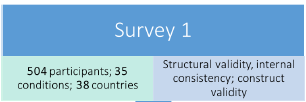 Survey 1
504 participants; 35
conditions; 38 countries
Structural validity, internal
consistency; construct
validity